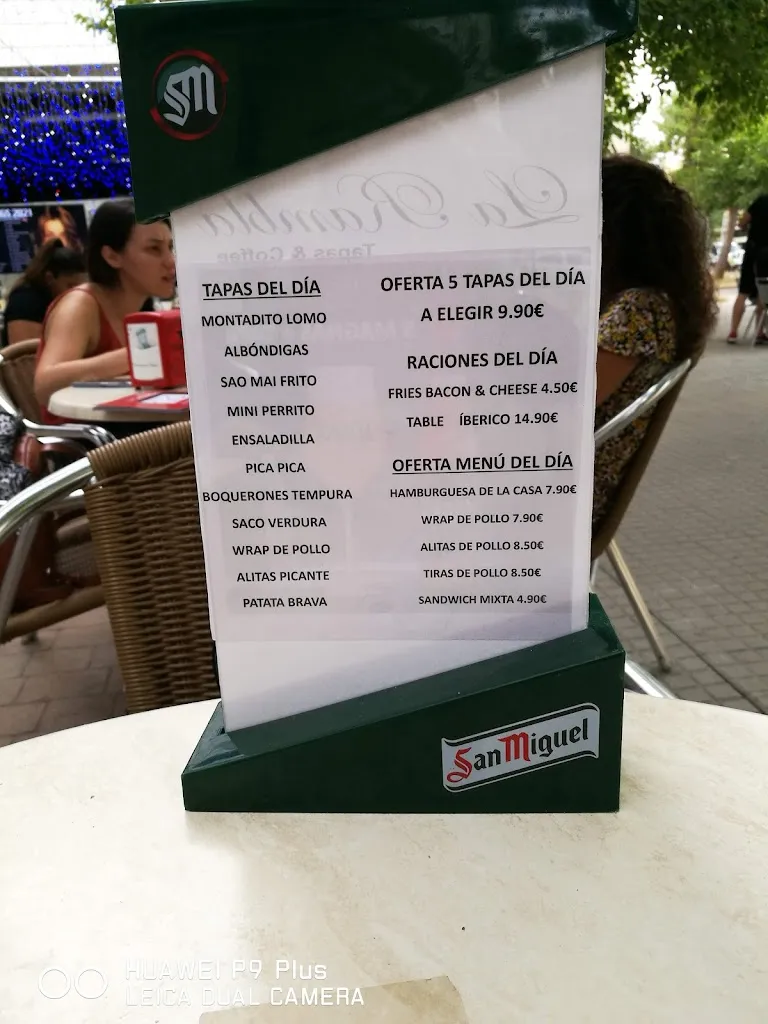 SM
La Rambla
Tapas & Coffee
TAPAS DEL DÍA
MONTADITO LOMO
ALBÓNDIGAS
SAO MAI FRITO
MINI PERRITO
ENSALADILLA
PICA PICA
BOQUERONES TEMPURA
SACO VERDURA
WRAP DE POLLO
ALITAS PICANTE
PATATA BRAVA
OFERTA 5 TAPAS DEL DÍA
A ELEGIR 9.90€
RACIONES DEL DÍA
FRIES BACON & CHEESE 4.50€
TABLE ÍBERICO 14.90€
OFERTA MENÚ DEL DÍA
HAMBURGUESA DE LA CASA 7.90€
WRAP DE POLLO 7.90€
ALITAS DE POLLO 8.50€
TIRAS DE POLLO 8.50€
SANDWICH MIXTA 4.90€
San Miguel
HUAWEI P9 Plus
LEICA DUAL CAMERA